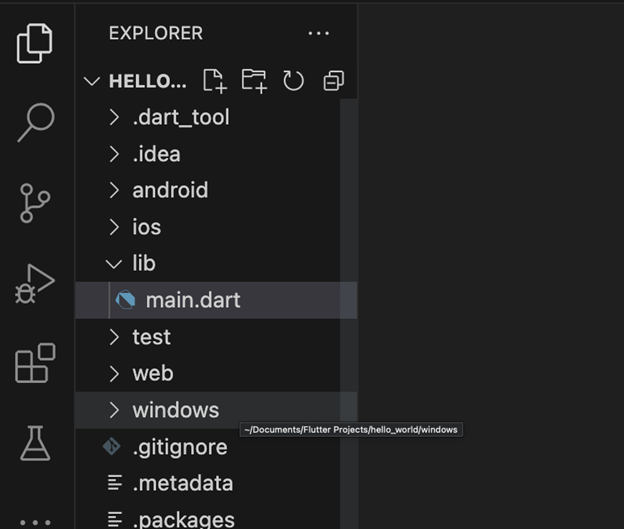 EXPLORER
HELLO...
.dart_tool
.idea
android
ios
lib
main.dart
test
web
windows
~/Documents/Flutter Projects/hello_world/windows
.gitignore
.metadata
.packages